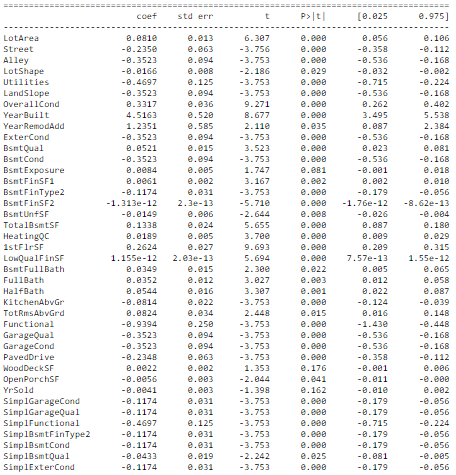 coef std err t P>|t| [0.025 0.975]
LotArea 0.0810 0.013 6.307 0.000 0.056 0.106
Street -0.2350 0.063 -3.756 0.000 -0.358 -0.112
Alley -0.3523 0.094 -3.753 0.000 -0.536 -0.168
LotShape -0.0166 0.008 -2.186 0.029 -0.032 -0.002
Utilities -0.4697 0.125 -3.753 0.000 -0.715 -0.224
LandSlope -0.3523 0.094 -3.753 0.000 -0.536 -0.168
OverallCond 0.3317 0.036 9.271 0.000 0.262 0.402
YearBuilt 4.5163 0.520 8.677 0.000 3.495 5.538
YearRemodAdd 1.2351 0.585 2.110 0.035 0.087 2.384
ExterCond -0.3523 0.094 -3.753 0.000 -0.536 -0.168
BsmtQual 0.0521 0.015 3.523 0.000 0.023 0.081
BsmtCond -0.3523 0.094 -3.753 0.000 -0.536 -0.168
BsmtExposure 0.0084 0.005 1.747 0.081 -0.001 0.018
BsmtFinSF1 0.0061 0.002 3.167 0.002 0.002 0.010
BsmtFinType2 -0.1174 0.031 -3.753 0.000 -0.179 -0.056
BsmtFinSF2 -1.313e-12 2.3e-13 -5.710 0.000 -1.76e-12 -8.62e-13
BsmtUnfSF -0.0149 0.006 -2.644 0.008 -0.026 -0.004
TotalBsmtSF 0.1338 0.024 5.655 0.000 0.087 0.180
HeatingQC 0.0189 0.005 3.700 0.000 0.009 0.029
1stFlrSF 0.2624 0.027 9.693 0.000 0.209 0.315
LowQualFinSF 1.155e-12 2.03e-13 5.694 0.000 7.57e-13 1.55e-12
BsmtFullBath 0.0349 0.015 2.300 0.022 0.005 0.065
FullBath 0.0352 0.012 3.027 0.003 0.012 0.058
HalfBath 0.0544 0.016 3.307 0.001 0.022 0.087
KitchenAbvGr -0.0814 0.022 -3.753 0.000 -0.124 -0.039
TotRmsAbvGrd 0.0824 0.034 2.448 0.015 0.016 0.148
Functional -0.9394 0.250 -3.753 0.000 -1.430 -0.448
GarageQual -0.3523 0.094 -3.753 0.000 -0.536 -0.168
GarageCond -0.3523 0.094 -3.753 0.000 -0.536 -0.168
PavedDrive -0.2348 0.063 -3.753 0.000 -0.358 -0.112
WoodDeckSF 0.0022 0.002 1.353 0.176 -0.001 0.006
OpenPorchSF -0.0056 0.003 -2.044 0.041 -0.011 -0.000
YrSold -0.0041 0.003 -1.398 0.162 -0.010 0.002
SimplGarageCond -0.1174 0.031 -3.753 0.000 -0.179 -0.056
SimplGarageQual -0.1174 0.031 -3.753 0.000 -0.179 -0.056
SimplFunctional -0.4697 0.125 -3.753 0.000 -0.715 -0.224
SimplBsmtFinType2 -0.1174 0.031 -3.753 0.000 -0.179 -0.056
SimplBsmtCond -0.1174 0.031 -3.753 0.000 -0.179 -0.056
SimplBsmtQual -0.0433 0.019 -2.242 0.025 -0.081 -0.005
SimplExterCond -0.1174 0.031 -3.753 0.000 -0.179 -0.056